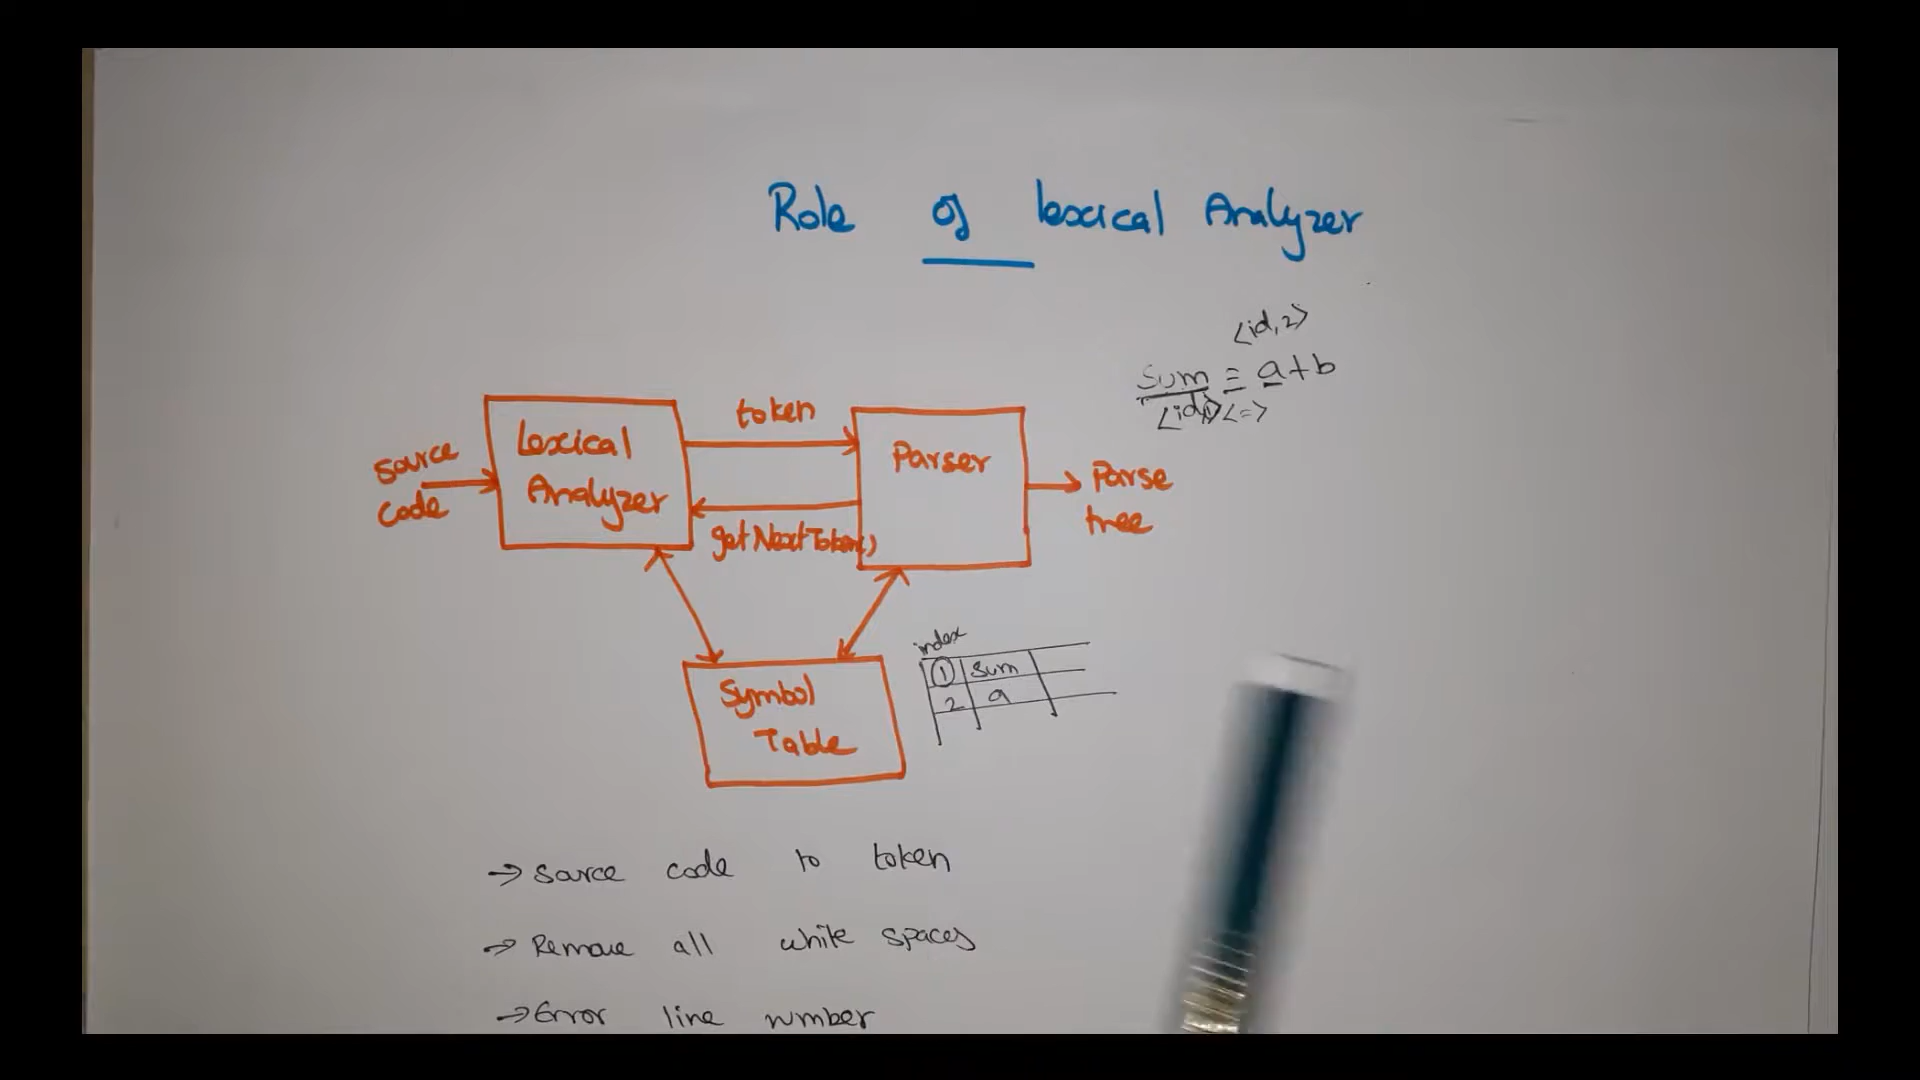 Role of lexical Analyzer
<id,2>
sum = a+b
<id,1> <=>
source
code
Lexical
Analyzer
token
getNextToken()
Parser
Parse
tree
Symbol
Table
index
1 sum
2 a
→ source code to token
→ Remove all white spaces
→ Error line number